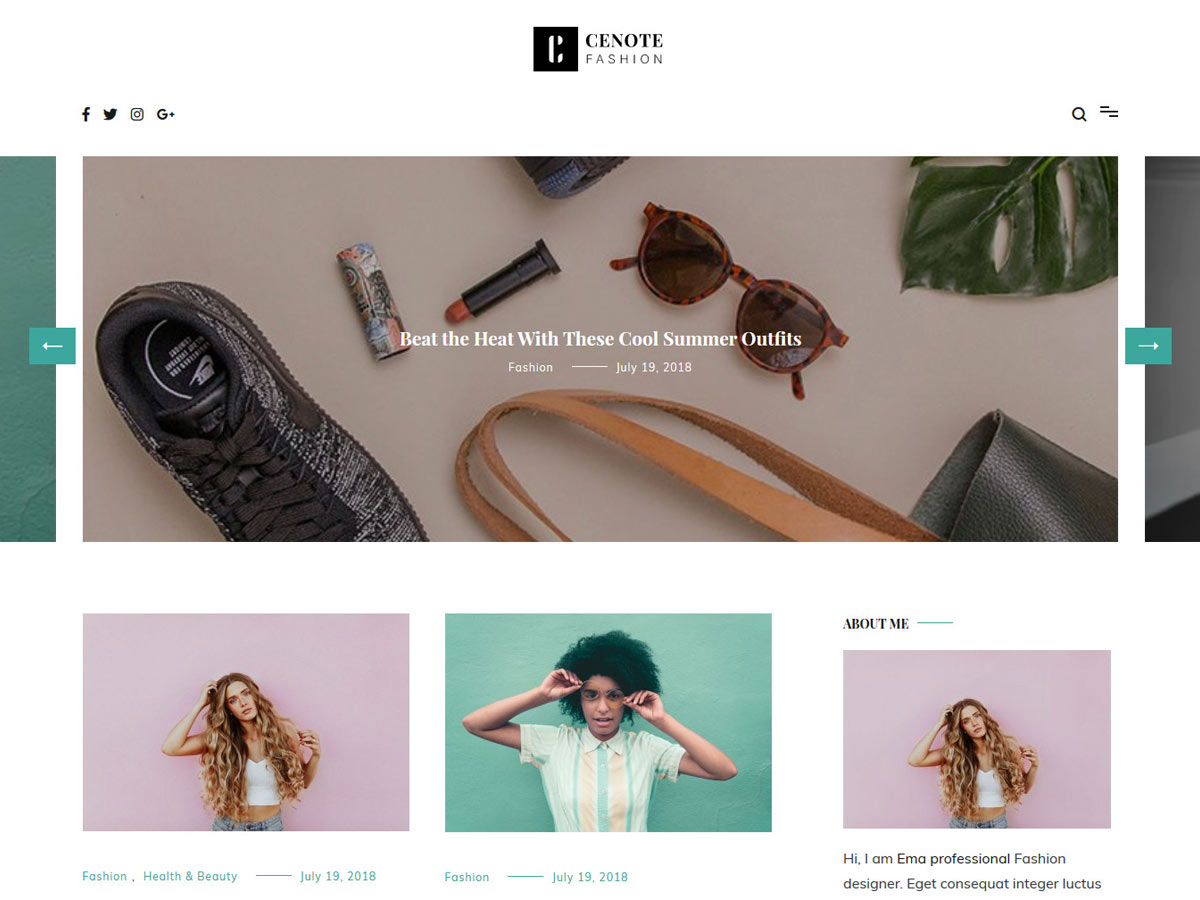 CENOTE
FASHION
G+
Beat the Heat With These Cool Summer Outfits
Fashion July 19, 2018
Fashion , Health & Beauty July 19, 2018
Fashion July 19, 2018
ABOUT ME
Hi, I am Ema professional Fashion
designer. Eget consequat integer luctus